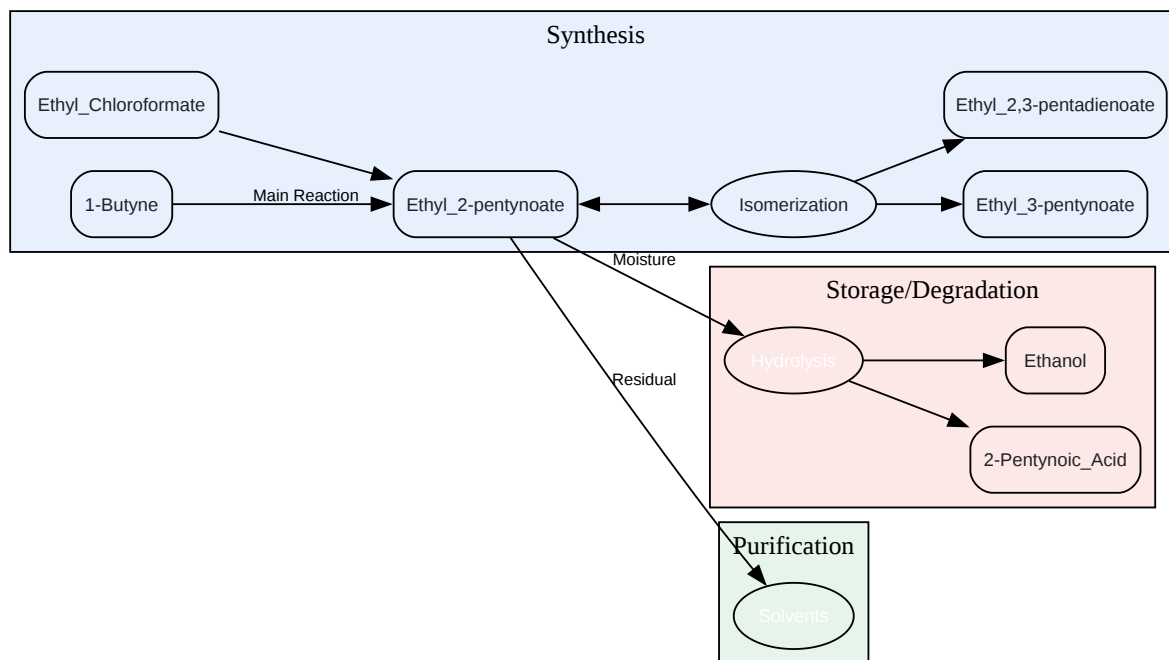 Synthesis
Ethyl_Chloroformate
Ethyl_2,3-pentadienoate
1-Butyne
Main Reaction
Ethyl_2-pentynoate
Isomerization
Ethyl_3-pentynoate
Moisture
Storage/Degradation
Hydrolysis
Ethanol
Residual
2-Pentynoic_Acid
Purification
Solvents